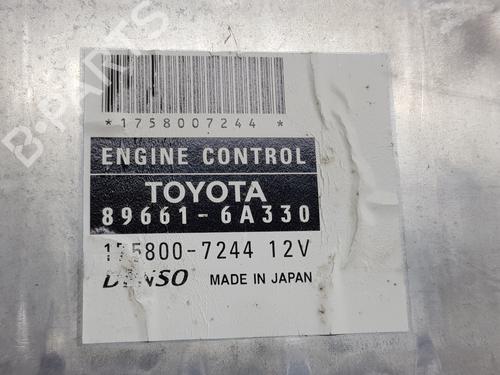 *1758007244*
ENGINE CONTROL
TOYOTA
89661-6A330
175800-7244 12V
DENSO MADE IN JAPAN
B-PARTS